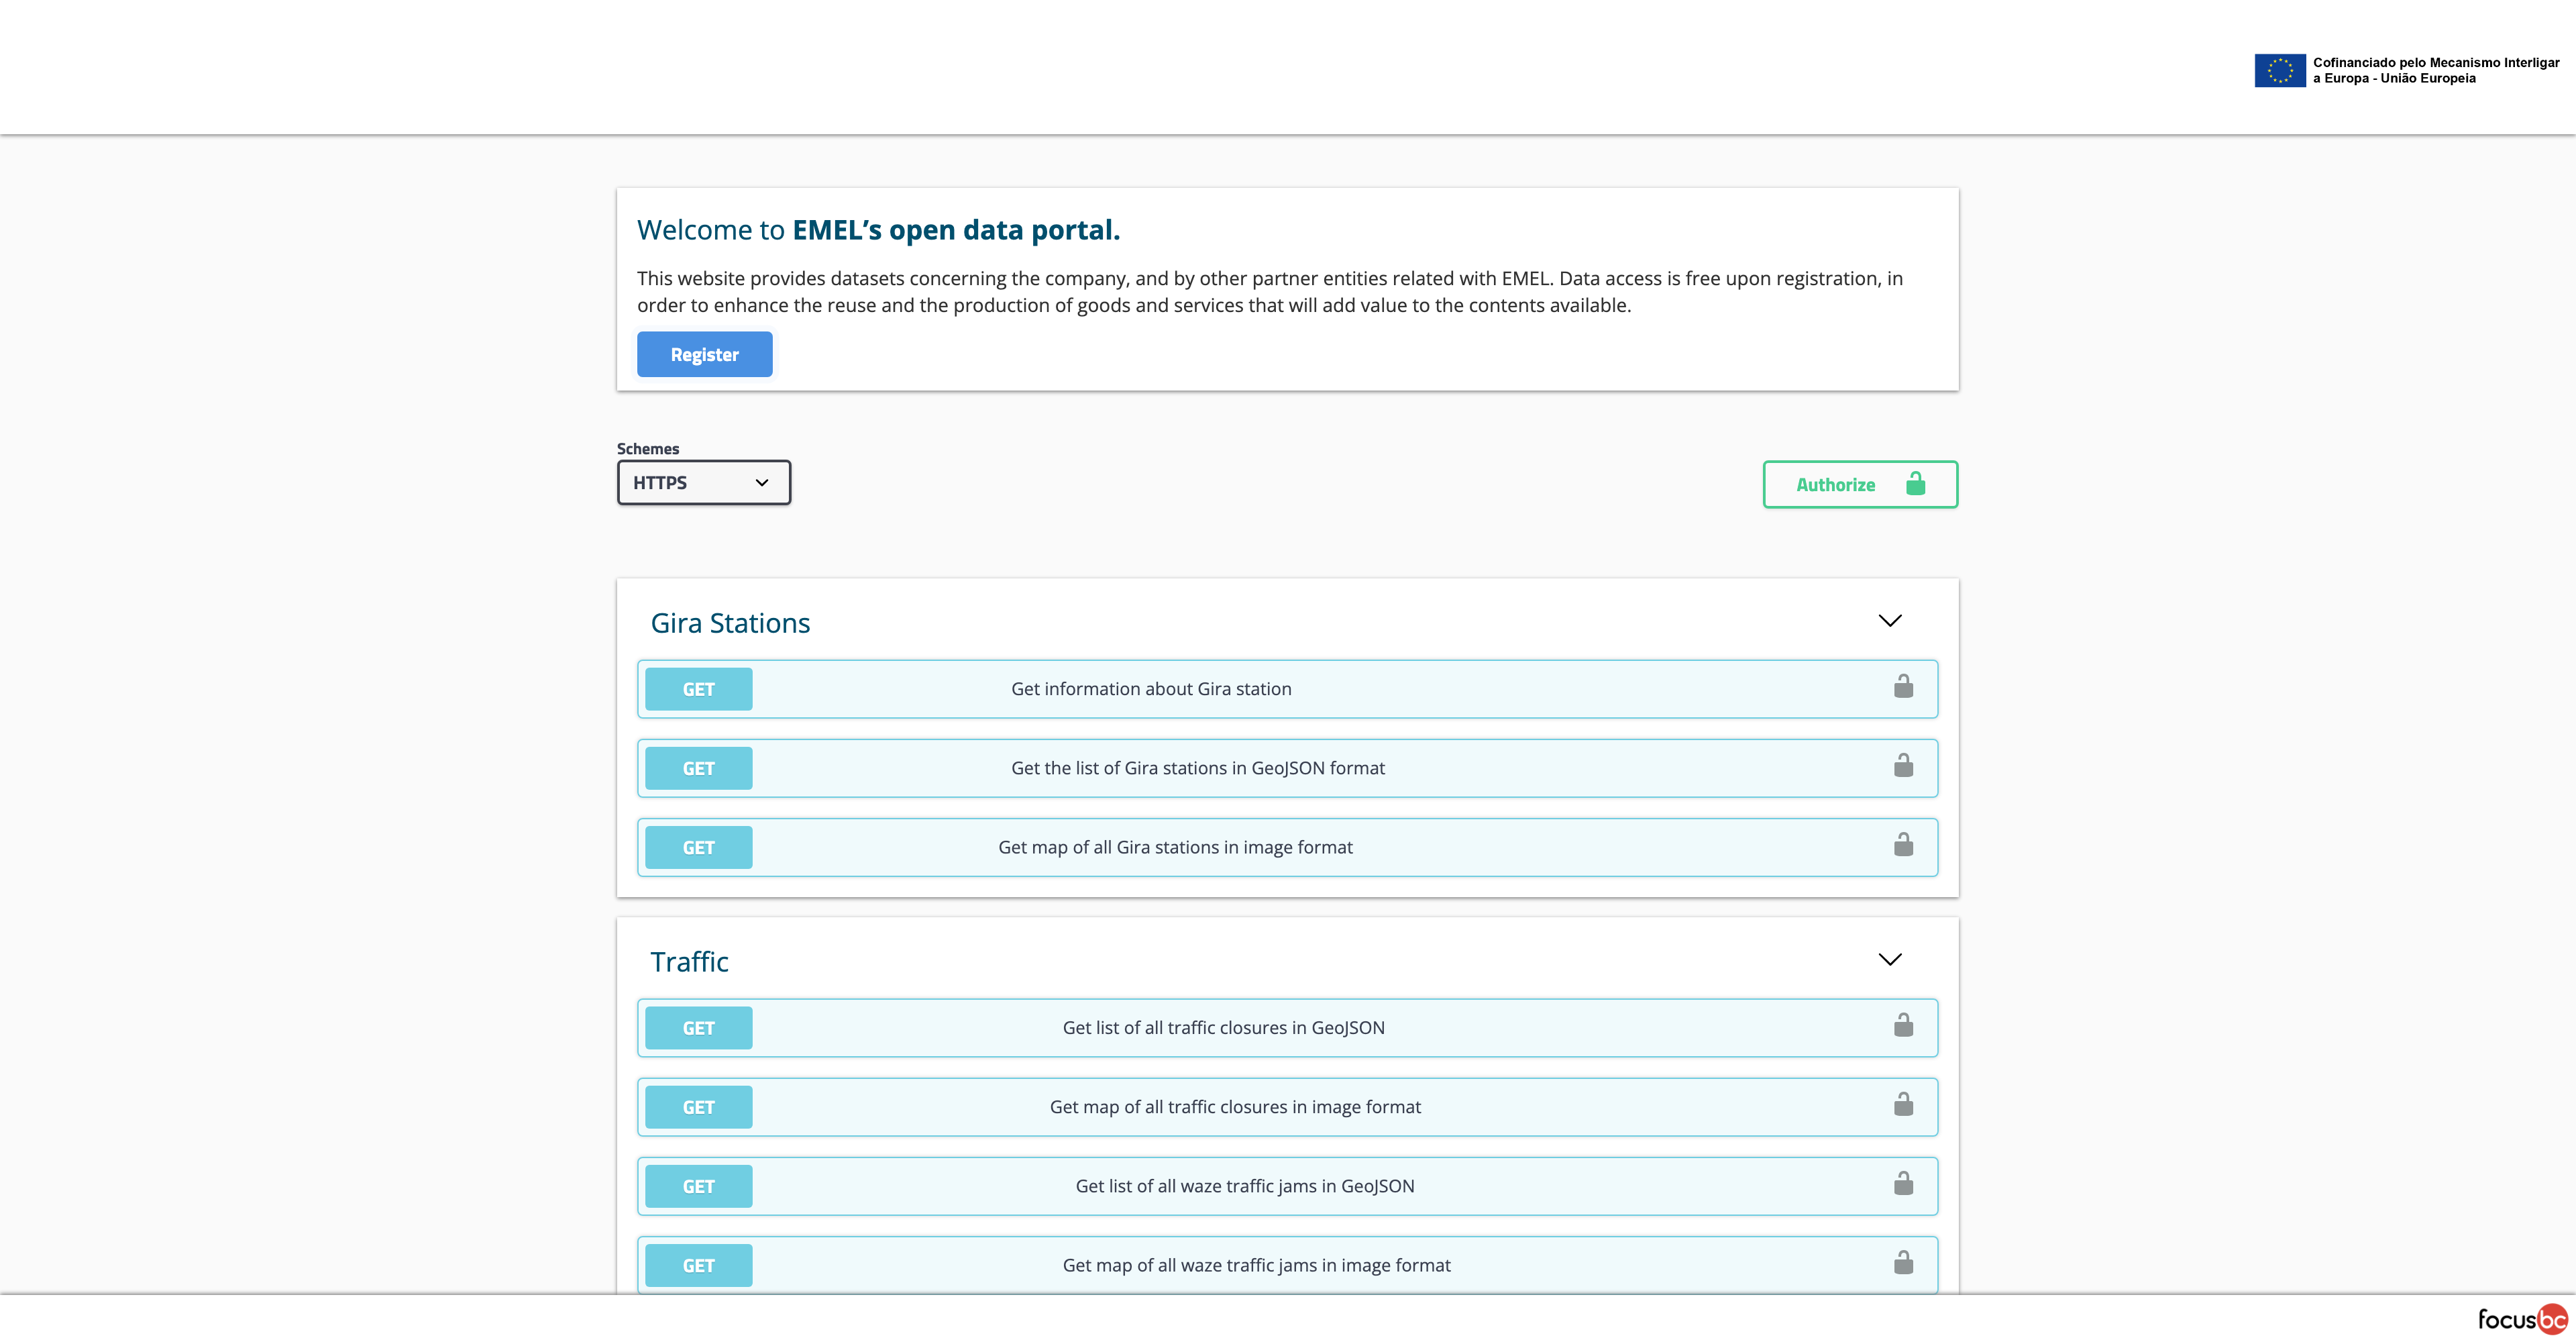 Cofinanciado pelo Mecanismo Interligar
a Europa - União Europeia
Welcome to EMEL’s open data portal.
This website provides datasets concerning the company, and by other partner entities related with EMEL. Data access is free upon registration, in
order to enhance the reuse and the production of goods and services that will add value to the contents available.
Register
Schemes
HTTPS
Authorize
Gira Stations
GET Get information about Gira station
GET Get the list of Gira stations in GeoJSON format
GET Get map of all Gira stations in image format
Traffic
GET Get list of all traffic closures in GeoJSON
GET Get map of all traffic closures in image format
GET Get list of all waze traffic jams in GeoJSON
GET Get map of all waze traffic jams in image format
focusbc